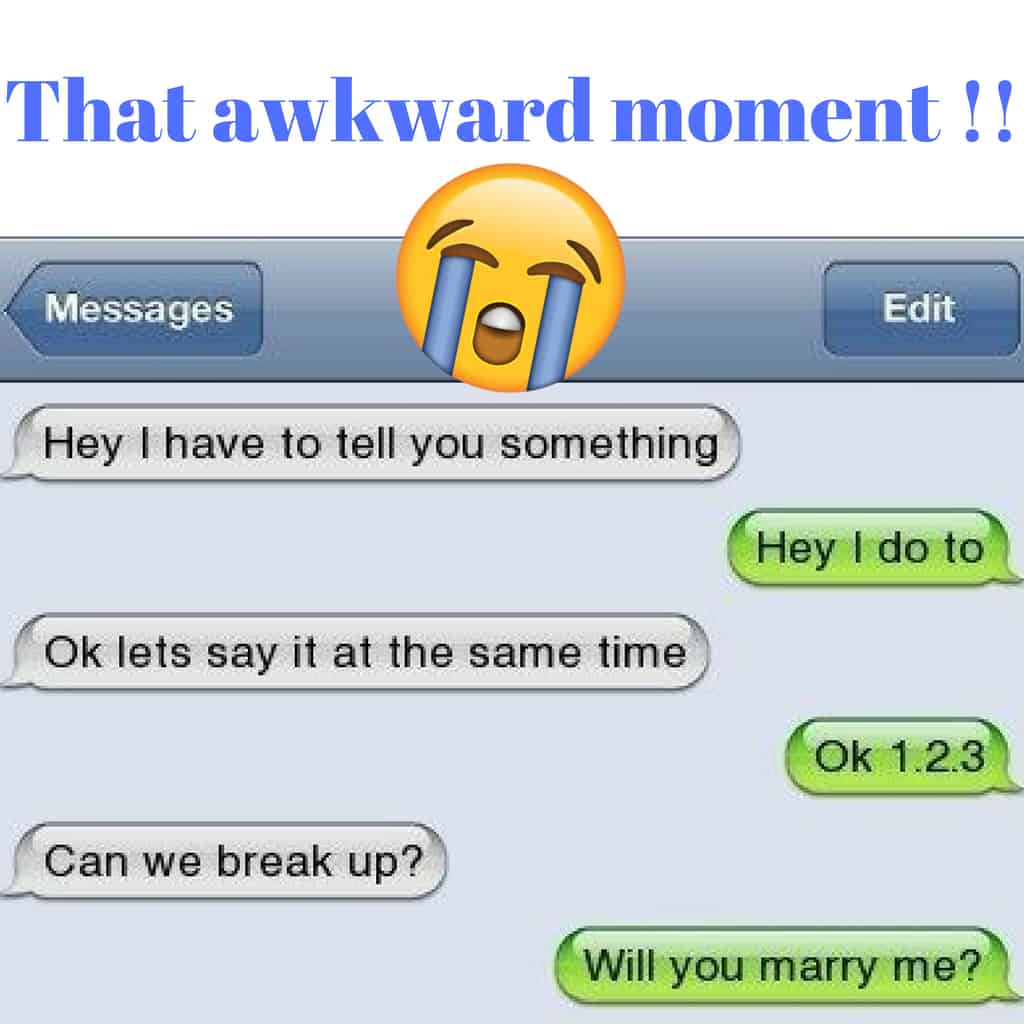 That awkward moment !!
Messages
Edit
Hey I have to tell you something
Hey I do to
Ok lets say it at the same time
Ok 1.2.3
Can we break up?
Will you marry me?